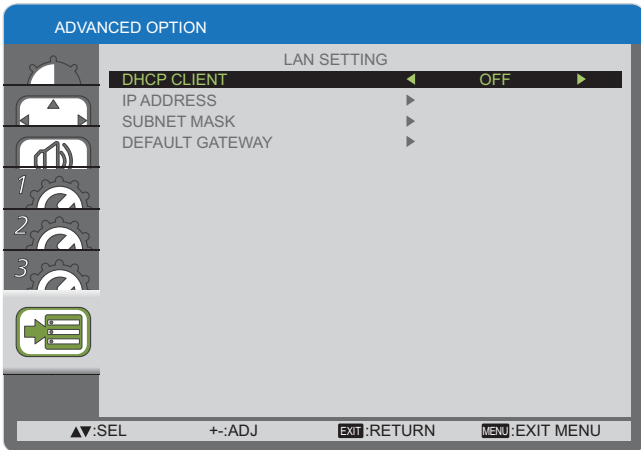 ADVANCED OPTION
LAN SETTING
DHCP CLIENT ◀ OFF ▶
IP ADDRESS ▶
SUBNET MASK ▶
DEFAULT GATEWAY ▶
1
2
3
▲▼:SEL +-:ADJ EXIT:RETURN MENU:EXIT MENU